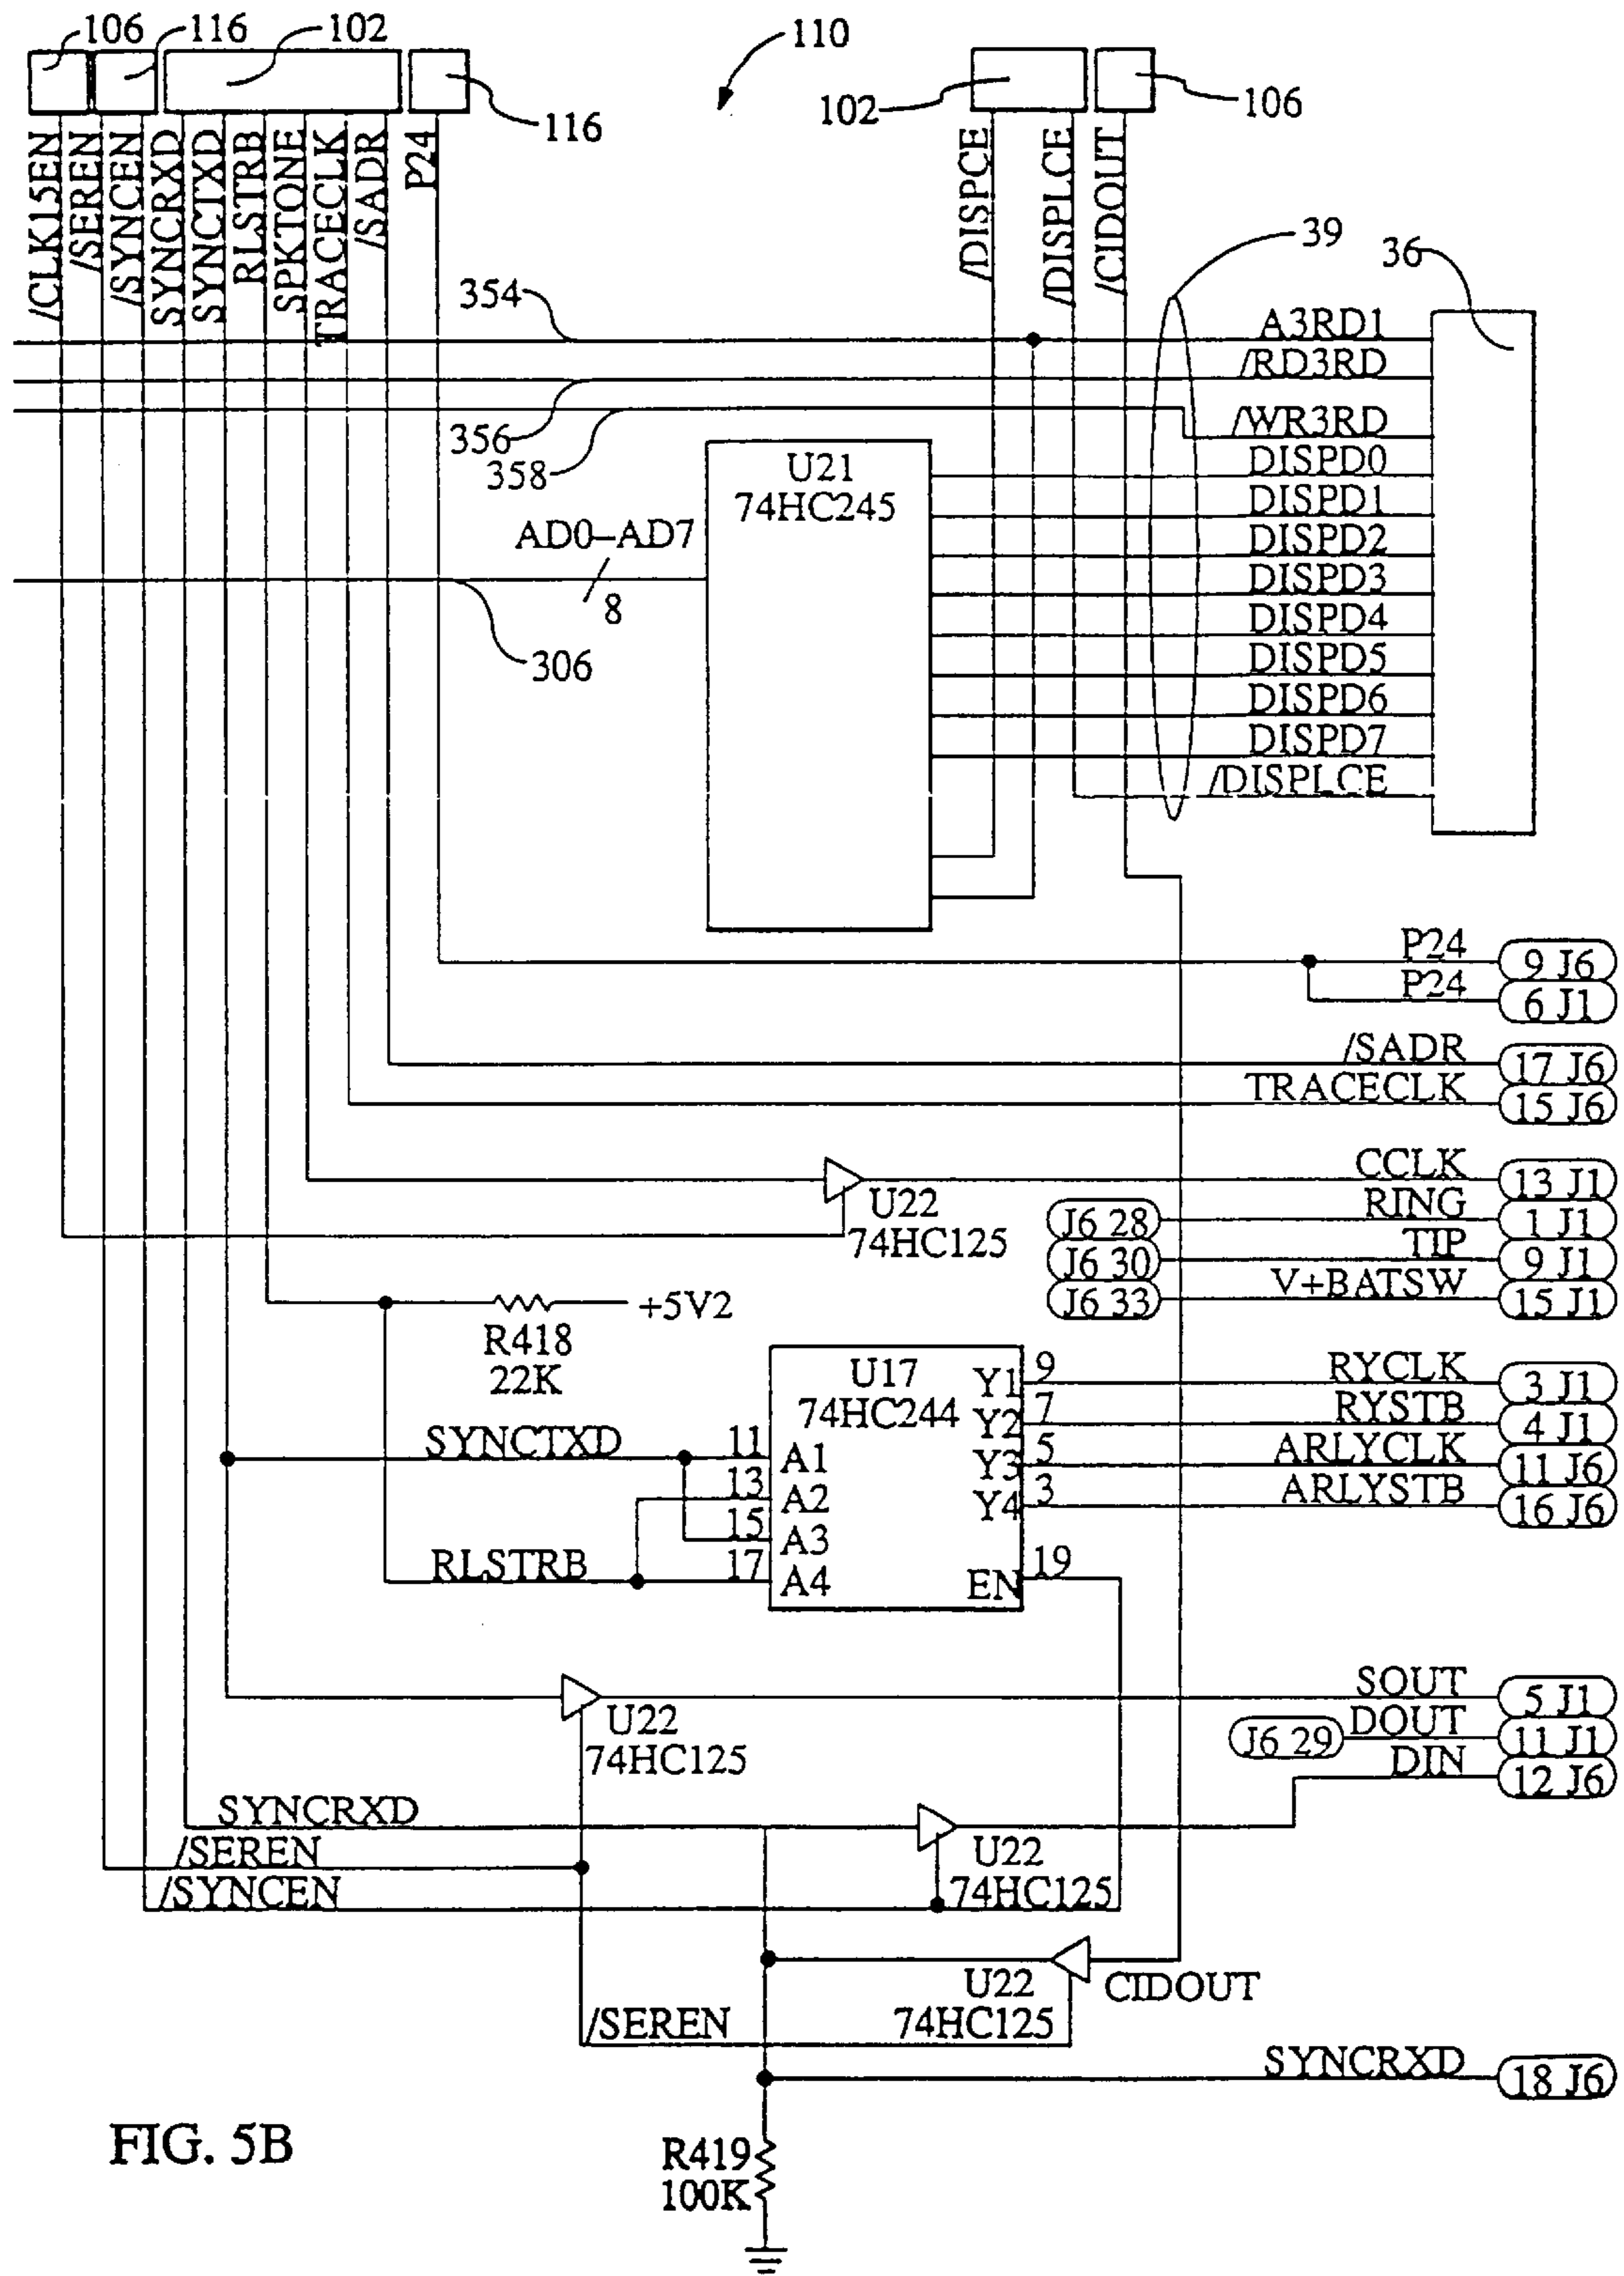 106
116
102
110
116
102
106
/CLK15EN
/SEREN
/SYNCEN
SYNCRXD
SYNCTXD
RLSTRB
SPKTONE
TRACECLK
/SADR
P24
/DISPCE
/DISPLCE
/CIDOUT
39
36
354
A3RD1
/RD3RD
356
/WR3RD
358
U21
74HC245
DISPD0
DISPD1
AD0–AD7
DISPD2
8
DISPD3
DISPD4
306
DISPD5
DISPD6
DISPD7
/DISPLCE
P24 9 J6
P24 6 J1
/SADR 17 J6
TRACECLK 15 J6
CCLK 13 J1
U22
74HC125
J6 28 RING 1 J1
J6 30 TIP 9 J1
J6 33 V+BATSW 15 J1
+5V2
R418
22K
U17
74HC244
Y1 9 RYCLK 3 J1
Y2 7 RYSTB 4 J1
SYNCTXD 11 A1
Y3 5 ARLYCLK 11 J6
13 A2
Y4 3 ARLYSTB 16 J6
15 A3
RLSTRB 17 A4
EN 19
SOUT 5 J1
U22
74HC125
J6 29 DOUT 11 J1
DIN 12 J6
SYNCRXD
/SEREN
U22
74HC125
/SYNCEN
U22
74HC125
CIDOUT
/SEREN
SYNCRXD 18 J6
FIG. 5B
R419
100K